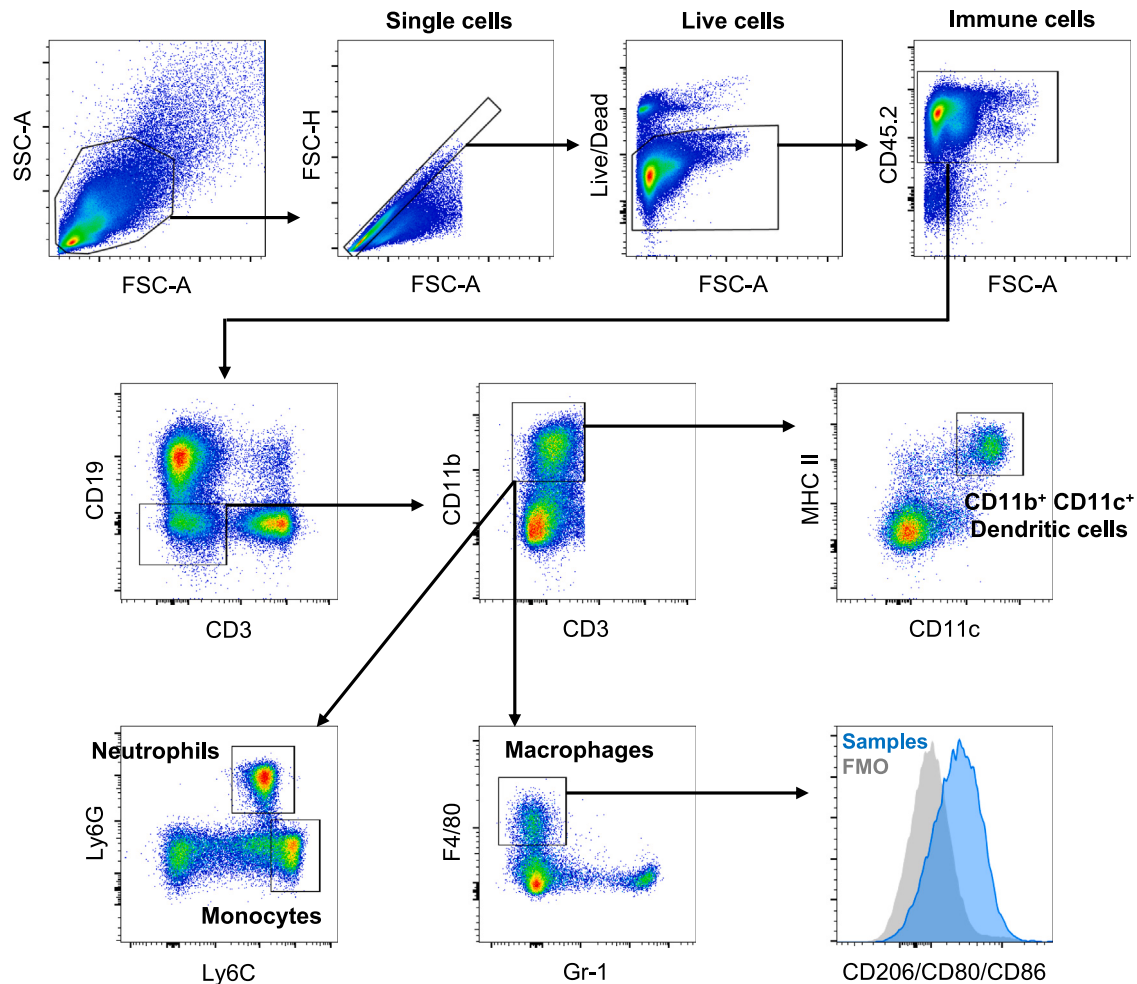 Single cells
Live cells
Immune cells
SSC-A
FSC-H
Live/Dead
CD45.2
FSC-A
FSC-A
FSC-A
FSC-A
CD19
CD11b
MHC II
CD11b⁺ CD11c⁺
Dendritic cells
CD3
CD3
CD11c
Neutrophils
Macrophages
Samples
FMO
Ly6G
F4/80
Monocytes
Ly6C
Gr-1
CD206/CD80/CD86